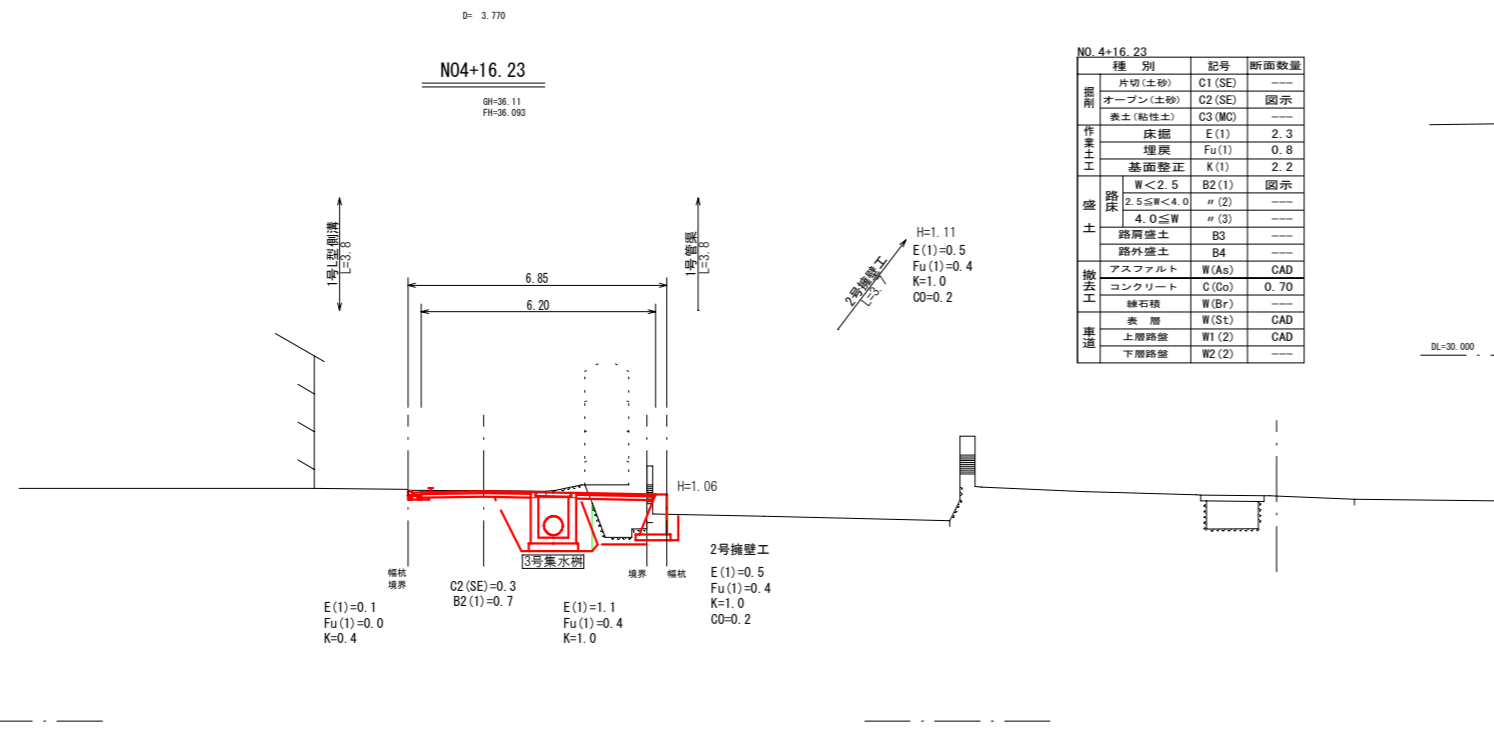 D= 3.770
NO4+16.23
GH=36.11
FH=36.093
1号L型側溝
L=3.8
1号管渠
L=3.8
6.85
6.20
2号擁壁工
L=3.7
H=1.11
E(1)=0.5
Fu(1)=0.4
K=1.0
CO=0.2
NO.4+16.23
種 別 記号 断面数量
掘削 片切(土砂) C1(SE) ---
オープン(土砂) C2(SE) 図示
表土(粘性土) C3(MC) ---
作業土工 床掘 E(1) 2.3
埋戻 Fu(1) 0.8
基面整正 K(1) 2.2
盛土 路床 W<2.5 B2(1) 図示
2.5≦W<4.0 〃(2) ---
4.0≦W 〃(3) ---
路肩盛土 B3 ---
路外盛土 B4 ---
撤去工 アスファルト W(As) CAD
コンクリート C(Co) 0.70
練石積 W(Br) ---
車道 表 層 W(St) CAD
上層路盤 W1(2) CAD
下層路盤 W2(2) ---
DL=30.000
H=1.06
3号集水桝
幅杭
境界
境界
幅杭
C2(SE)=0.3
B2(1)=0.7
E(1)=0.1
Fu(1)=0.0
K=0.4
E(1)=1.1
Fu(1)=0.4
K=1.0
2号擁壁工
E(1)=0.5
Fu(1)=0.4
K=1.0
CO=0.2